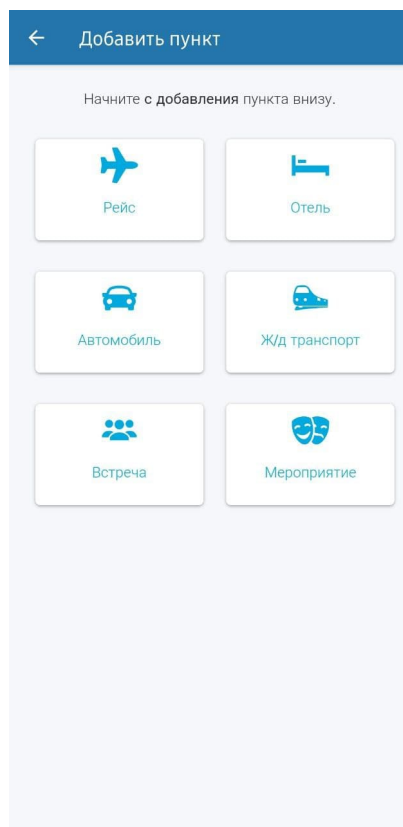 Добавить пункт
Начните с добавления пункта внизу.
Рейс
Отель
Автомобиль
Ж/д транспорт
Встреча
Мероприятие